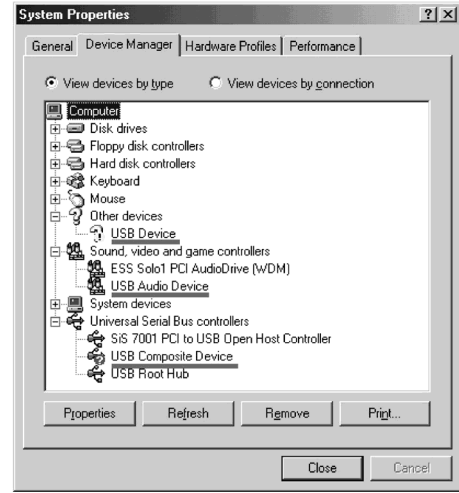 System Properties
General Device Manager Hardware Profiles Performance
View devices by type View devices by connection
Computer
Disk drives
Floppy disk controllers
Hard disk controllers
Keyboard
Mouse
Other devices
USB Device
Sound, video and game controllers
ESS Solo1 PCI AudioDrive (WDM)
USB Audio Device
System devices
Universal Serial Bus controllers
SiS 7001 PCI to USB Open Host Controller
USB Composite Device
USB Root Hub
Properties Refresh Remove Print...
Close Cancel